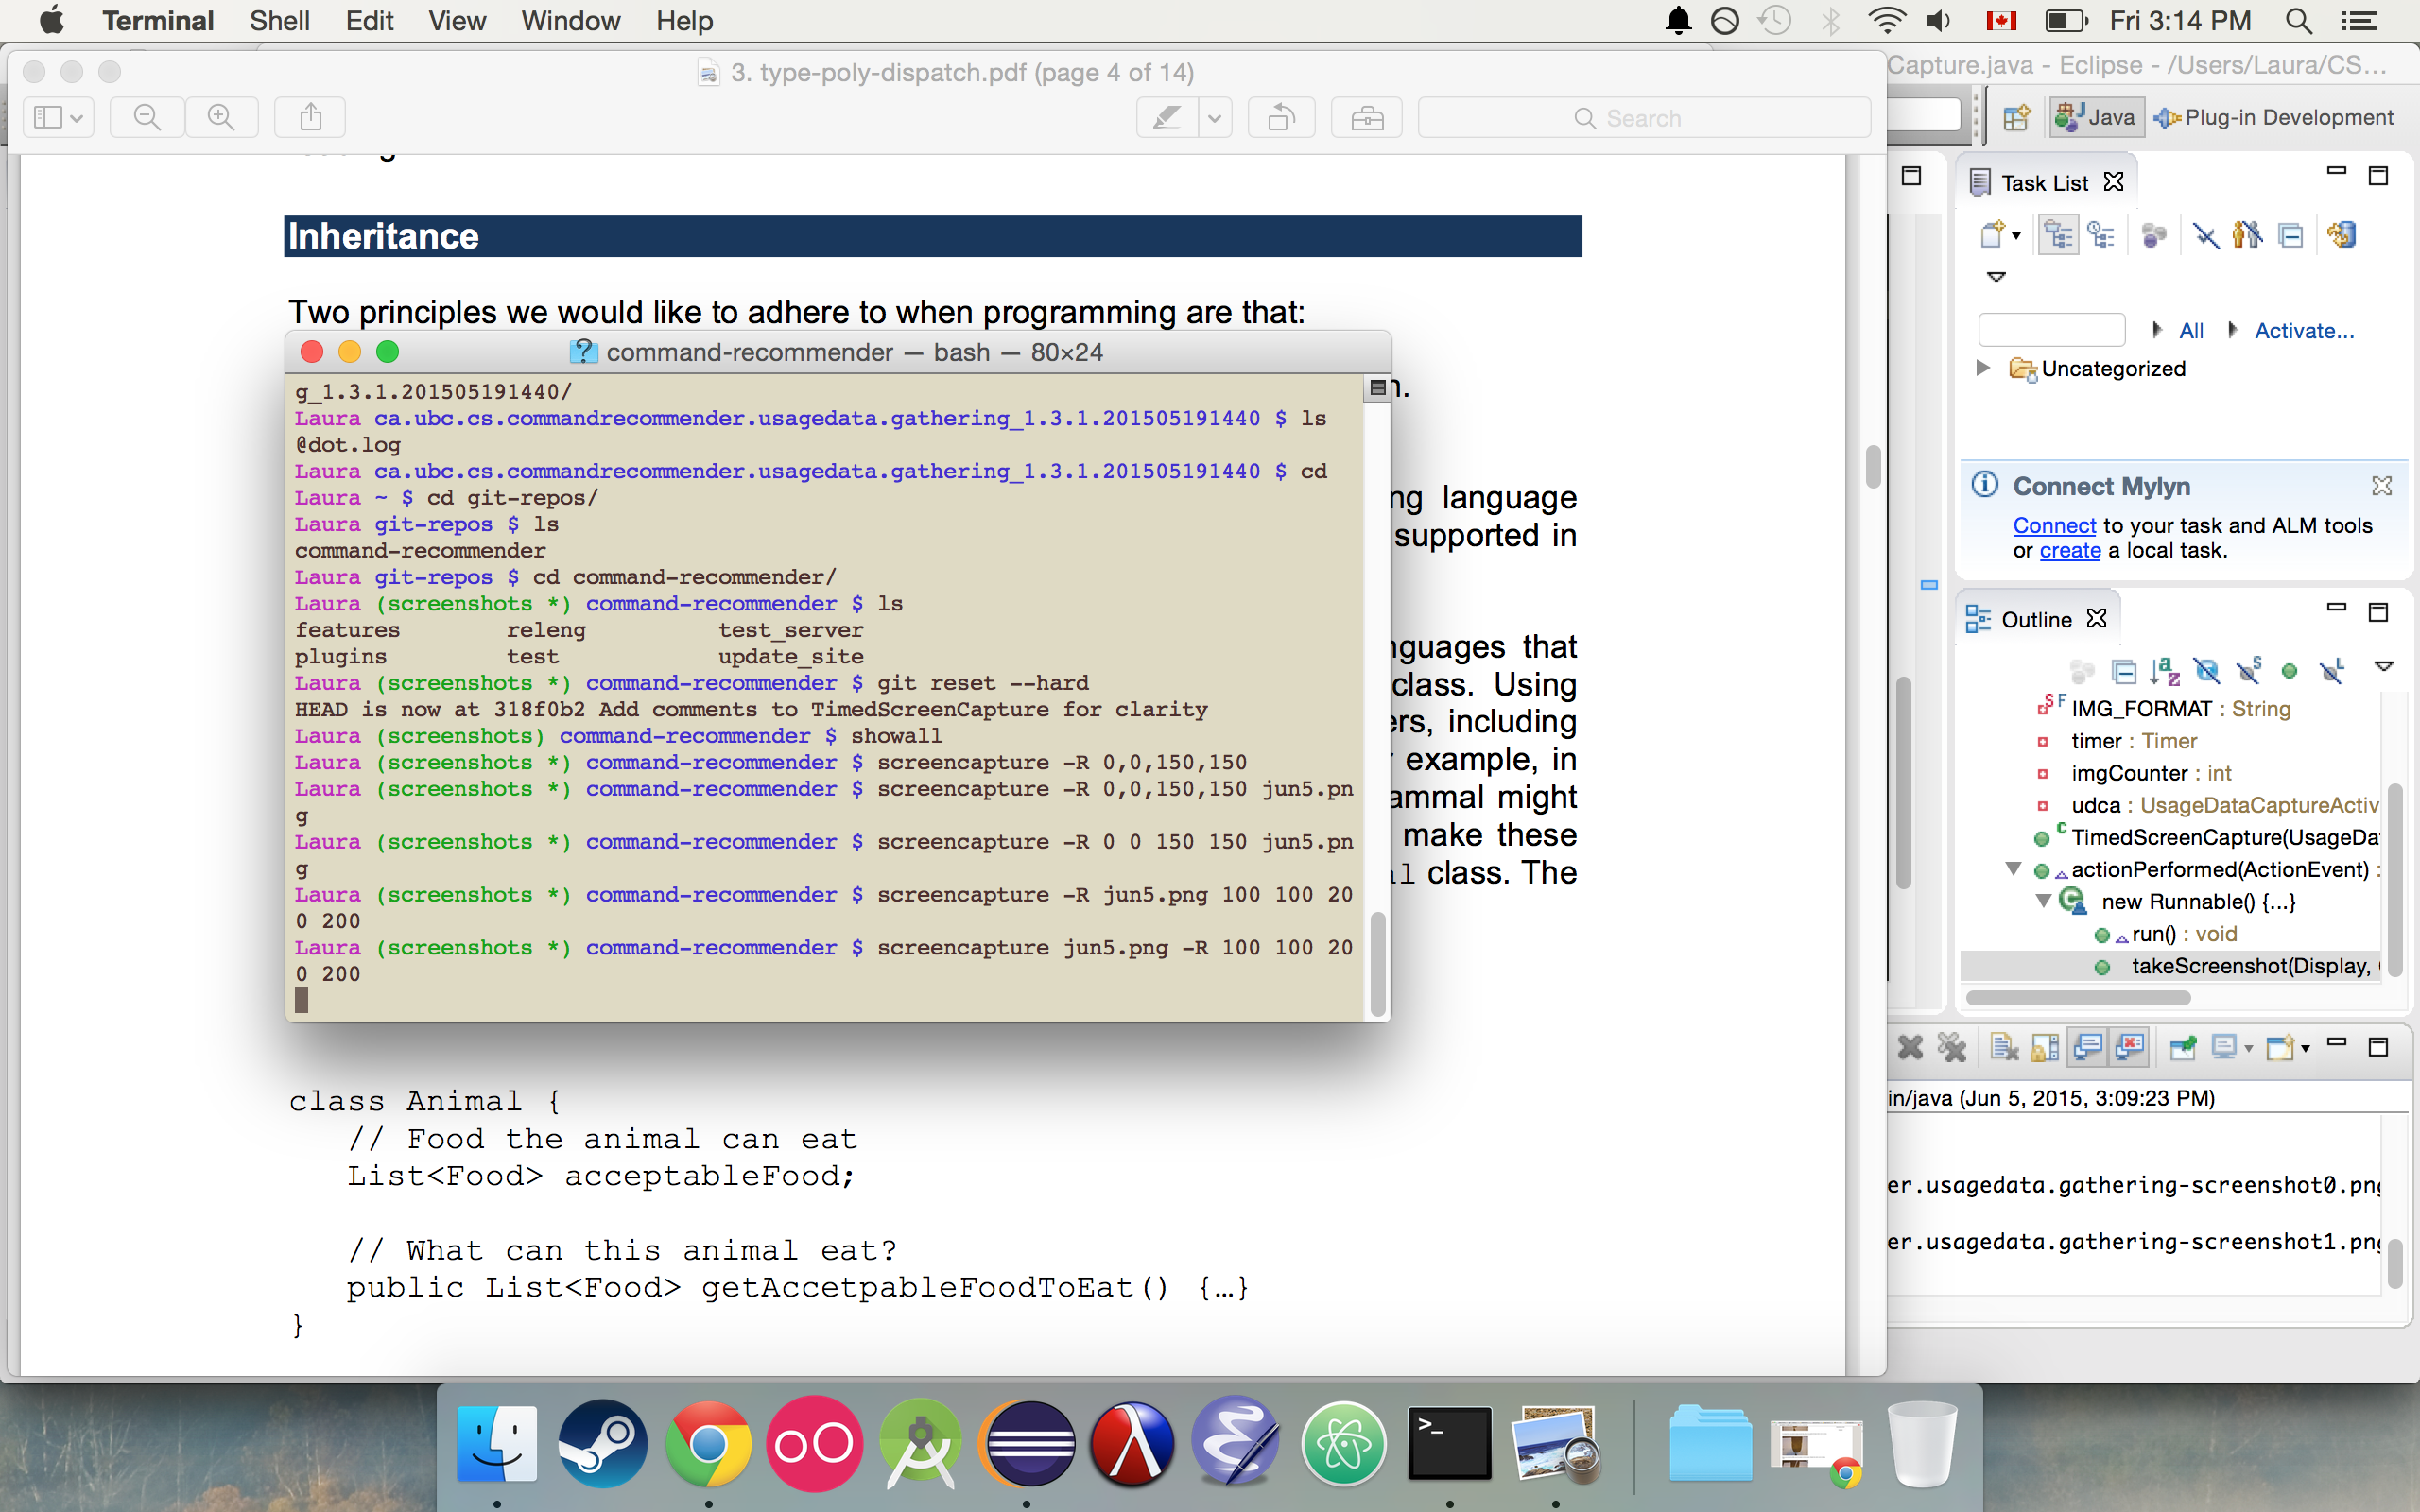 Terminal Shell Edit View Window Help
Fri 3:14 PM
3. type-poly-dispatch.pdf (page 4 of 14)
Capture.java - Eclipse - /Users/Laura/CS...
Search
Java
Plug-in Development
Inheritance
Two principles we would like to adhere to when programming are that:
command-recommender — bash — 80×24
g_1.3.1.201505191440/
Laura ca.ubc.cs.commandrecommender.usagedata.gathering_1.3.1.201505191440 $ ls
@dot.log
Laura ca.ubc.cs.commandrecommender.usagedata.gathering_1.3.1.201505191440 $ cd
Laura ~ $ cd git-repos/
Laura git-repos $ ls
command-recommender
Laura git-repos $ cd command-recommender/
Laura (screenshots *) command-recommender $ ls
features releng test_server
plugins test update_site
Laura (screenshots *) command-recommender $ git reset --hard
HEAD is now at 318f0b2 Add comments to TimedScreenCapture for clarity
Laura (screenshots) command-recommender $ showall
Laura (screenshots *) command-recommender $ screencapture -R 0,0,150,150
Laura (screenshots *) command-recommender $ screencapture -R 0,0,150,150 jun5.pn
g
Laura (screenshots *) command-recommender $ screencapture -R 0 0 150 150 jun5.pn
g
Laura (screenshots *) command-recommender $ screencapture -R jun5.png 100 100 20
0 200
Laura (screenshots *) command-recommender $ screencapture jun5.png -R 100 100 20
0 200
n.
ng language
supported in
nguages that
class. Using
ers, including
example, in
ammal might
make these
al class. The
class Animal {
// Food the animal can eat
List<Food> acceptableFood;
// What can this animal eat?
public List<Food> getAccetpableFoodToEat() {…}
}
Task List
All
Activate...
Uncategorized
Connect Mylyn
Connect to your task and ALM tools
or create a local task.
Outline
IMG_FORMAT : String
timer : Timer
imgCounter : int
udca : UsageDataCaptureActiv
TimedScreenCapture(UsageDa
actionPerformed(ActionEvent) :
new Runnable() {...}
run() : void
takeScreenshot(Display,
in/java (Jun 5, 2015, 3:09:23 PM)
er.usagedata.gathering-screenshot0.png
er.usagedata.gathering-screenshot1.png